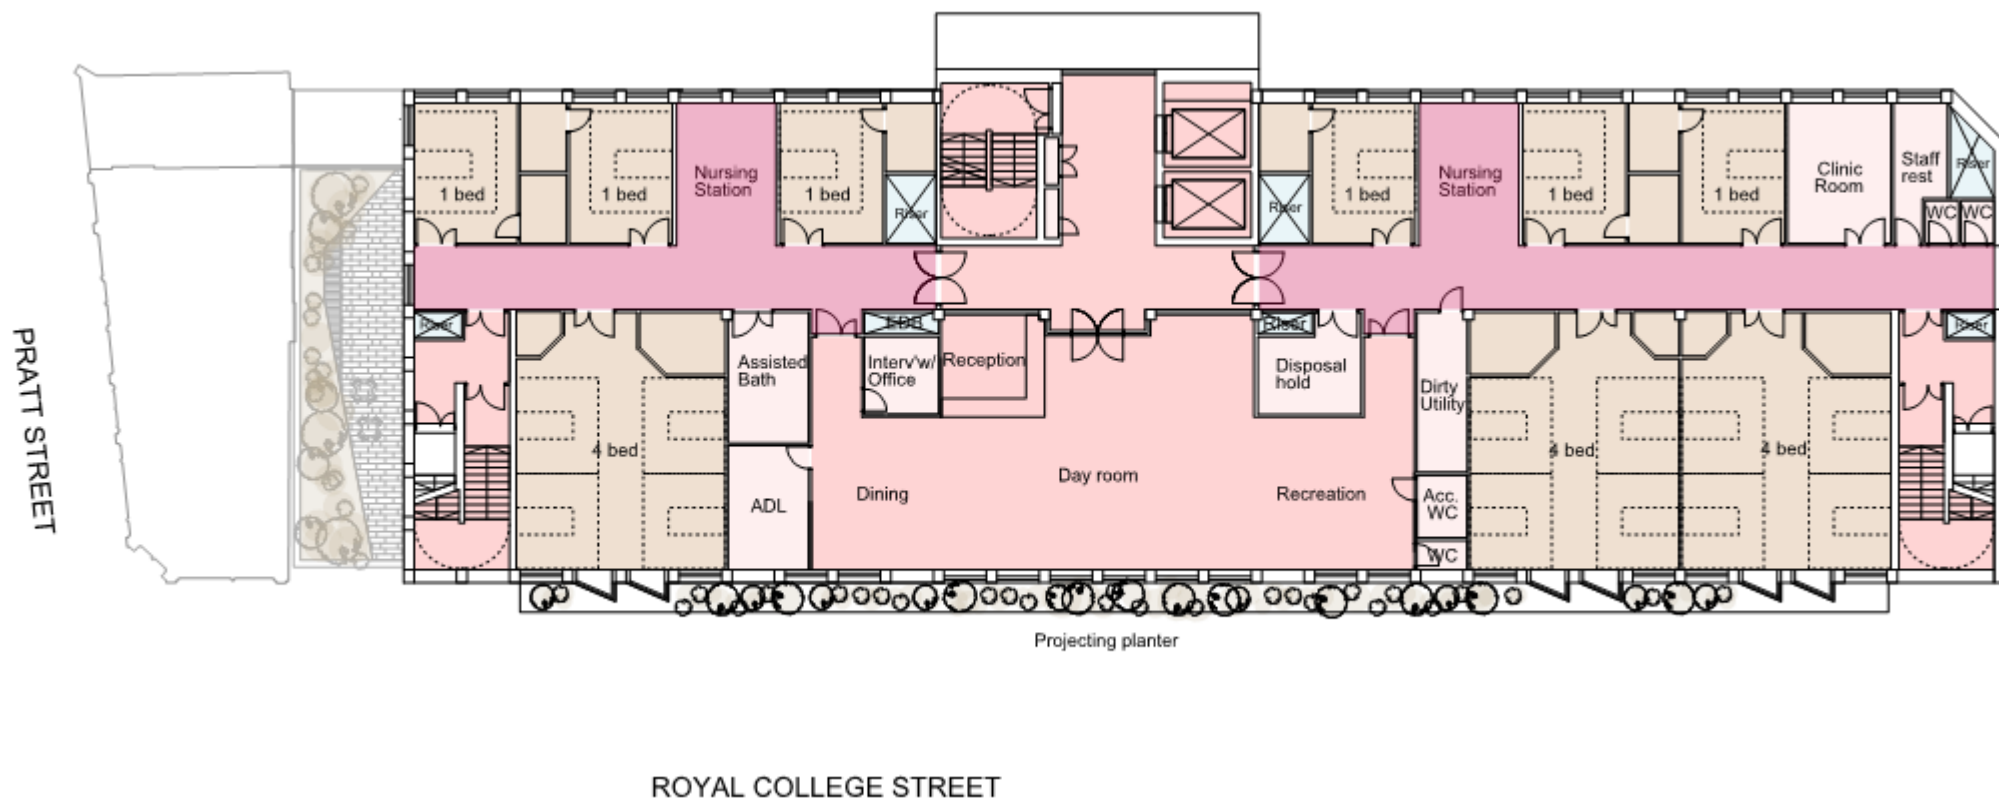 Nursing
Station
Nursing
Station
Clinic
Room
Staff
rest
Riser
1 bed
1 bed
1 bed
Riser
Riser
1 bed
1 bed
1 bed
WC
WC
Riser
EDB
Riser
Riser
Assisted
Bath
Interv'w/
Office
Reception
Disposal
hold
Dirty
Utility
4 bed
4 bed
4 bed
ADL
Dining
Day room
Recreation
Acc.
WC
WC
PRATT STREET
Projecting planter
ROYAL COLLEGE STREET